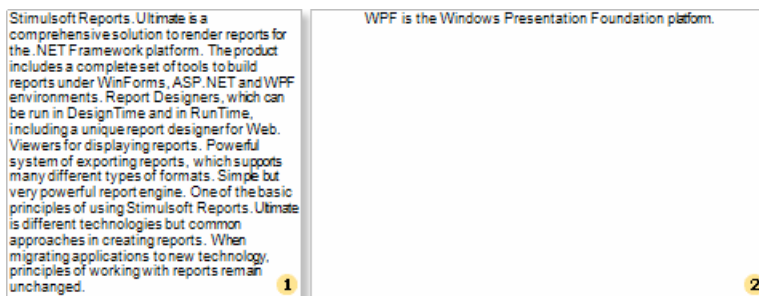 Stimulsoft Reports.Ultimate is a
comprehensive solution to render reports for
the .NET Framework platform. The product
includes a complete set of tools to build
reports under WinForms, ASP.NET and WPF
environments. Report Designers, which can
be run in DesignTime and in RunTime,
including a unique report designer for Web.
Viewers for displaying reports. Powerful
system of exporting reports, which supports
many different types of formats. Simple but
very powerful report engine. One of the basic
principles of using Stimulsoft Reports.Ultimate
is different technologies but common
approaches in creating reports. When
migrating applications to new technology,
principles of working with reports remain
unchanged.
1
WPF is the Windows Presentation Foundation platform.
2